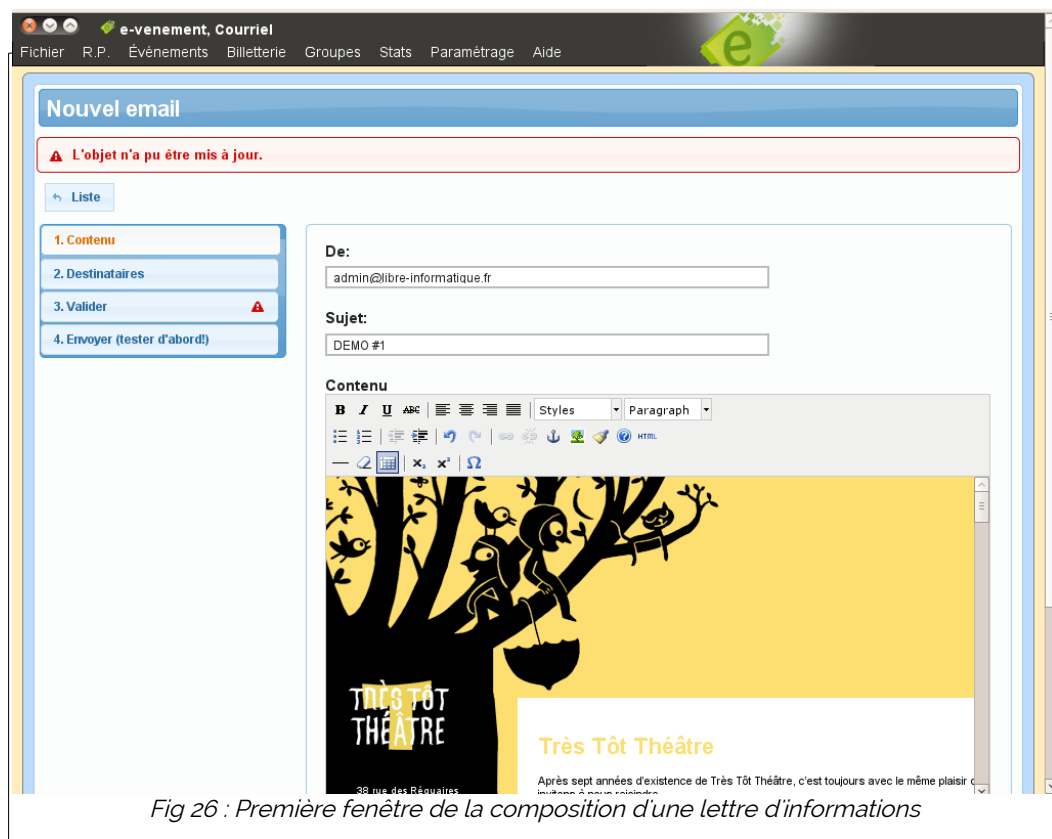 e-venement, Courriel
Fichier R.P. Événements Billetterie Groupes Stats Paramétrage Aide
e
Nouvel email
L'objet n'a pu être mis à jour.
Liste
1. Contenu
2. Destinataires
3. Valider
4. Envoyer (tester d'abord!)
De:
admin@libre-informatique.fr
Sujet:
DEMO #1
Contenu
B I U ABC Styles Paragraph
HTML
x₂ x² Ω
TRÈS TÔT
THÉÂTRE
38 rue des Réguaires
Très Tôt Théâtre
Après sept années d'existence de Très Tôt Théâtre, c'est toujours avec le même plaisir
Fig 26 : Première fenêtre de la composition d'une lettre d'informations